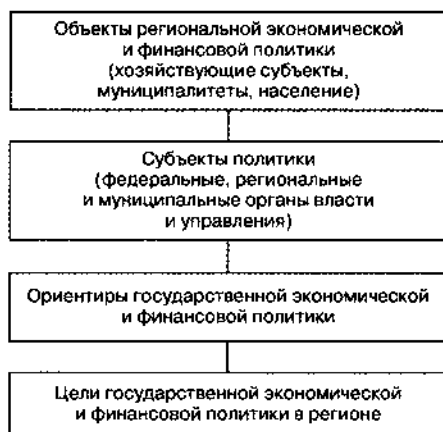 Объекты региональной экономической
и финансовой политики
(хозяйствующие субъекты,
муниципалитеты, население)
Субъекты политики
(федеральные, региональные
и муниципальные органы власти
и управления)
Ориентиры государственной экономической
и финансовой политики
Цели государственной экономической
и финансовой политики в регионе